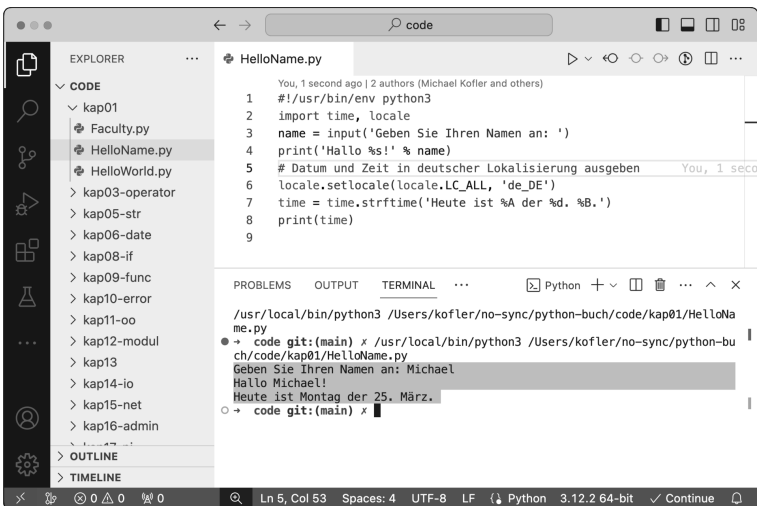 code
EXPLORER ...
CODE
kap01
Faculty.py
HelloName.py
HelloWorld.py
kap03-operator
kap05-str
kap06-date
kap08-if
kap09-func
kap10-error
kap11-oo
kap12-modul
kap13
kap14-io
kap15-net
kap16-admin
OUTLINE
TIMELINE
HelloName.py
You, 1 second ago | 2 authors (Michael Kofler and others)
1 #!/usr/bin/env python3
2 import time, locale
3 name = input('Geben Sie Ihren Namen an: ')
4 print('Hallo %s!' % name)
5 # Datum und Zeit in deutscher Lokalisierung ausgeben You, 1 seco
6 locale.setlocale(locale.LC_ALL, 'de_DE')
7 time = time.strftime('Heute ist %A der %d. %B.')
8 print(time)
9
PROBLEMS OUTPUT TERMINAL ... Python
/usr/local/bin/python3 /Users/kofler/no-sync/python-buch/code/kap01/HelloNa
me.py
→ code git:(main) ✗ /usr/local/bin/python3 /Users/kofler/no-sync/python-bu
ch/code/kap01/HelloName.py
Geben Sie Ihren Namen an: Michael
Hallo Michael!
Heute ist Montag der 25. März.
→ code git:(main) ✗
0 0 0 Ln 5, Col 53 Spaces: 4 UTF-8 LF Python 3.12.2 64-bit Continue